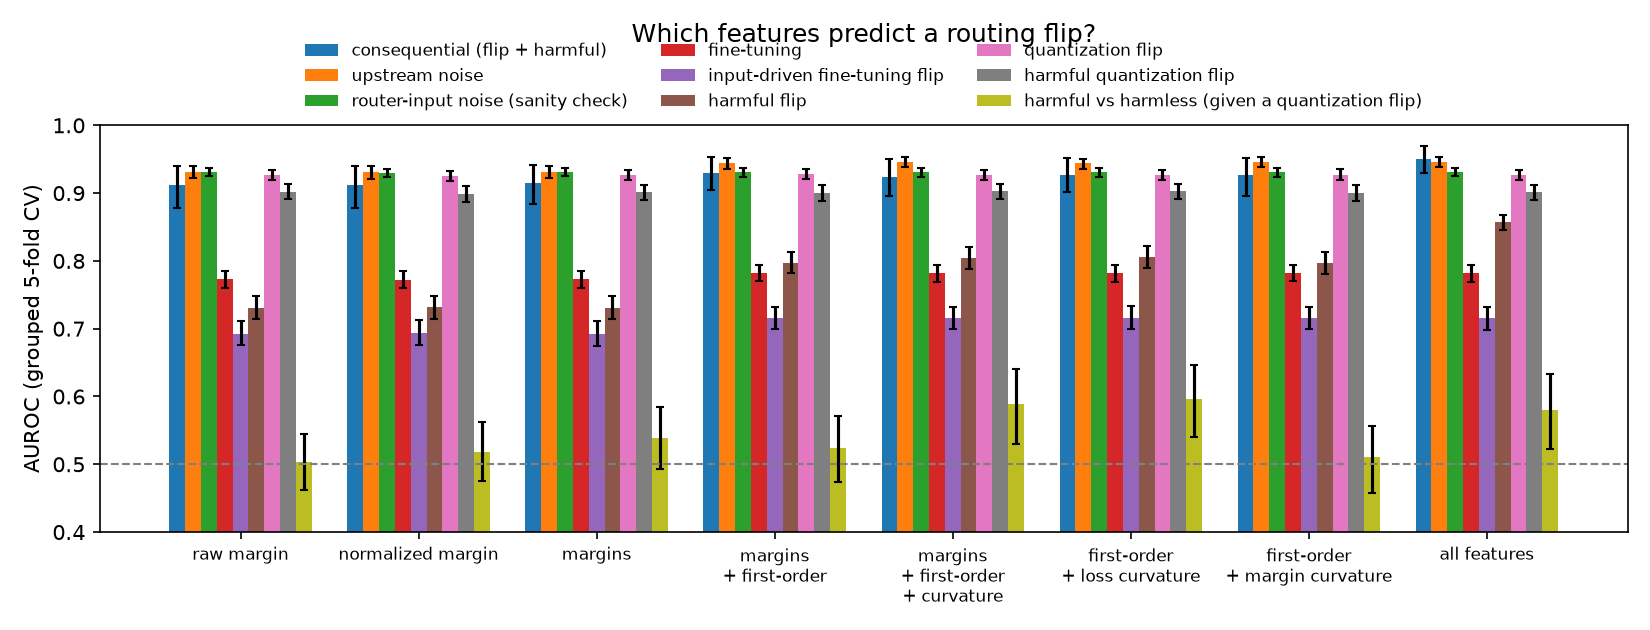 Which features predict a routing flip?
consequential (flip + harmful)
upstream noise
router-input noise (sanity check)
fine-tuning
input-driven fine-tuning flip
harmful flip
quantization flip
harmful quantization flip
harmful vs harmless (given a quantization flip)
AUROC (grouped 5-fold CV)
1.0
0.9
0.8
0.7
0.6
0.5
0.4
raw margin
normalized margin
margins
margins
+ first-order
margins
+ first-order
+ curvature
first-order
+ loss curvature
first-order
+ margin curvature
all features